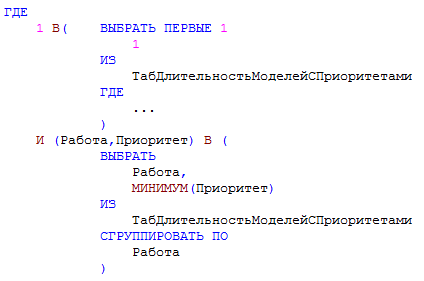 ГДЕ
1 В( ВЫБРАТЬ ПЕРВЫЕ 1
1
ИЗ
ТабДлительностьМоделейСПриоритетами
ГДЕ
...
)
И (Работа,Приоритет) В (
ВЫБРАТЬ
Работа,
МИНИМУМ(Приоритет)
ИЗ
ТабДлительностьМоделейСПриоритетами
СГРУППИРОВАТЬ ПО
Работа
)